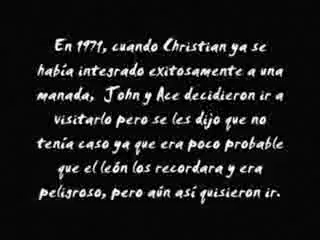 En 1971, cuando Christian ya se
había integrado exitosamente a una
manada, John y Ace decidieron ir a
visitarlo pero se les dijo que no
tenía caso ya que era poco probable
que el león los recordara y era
peligroso, pero aún así quisieron ir.